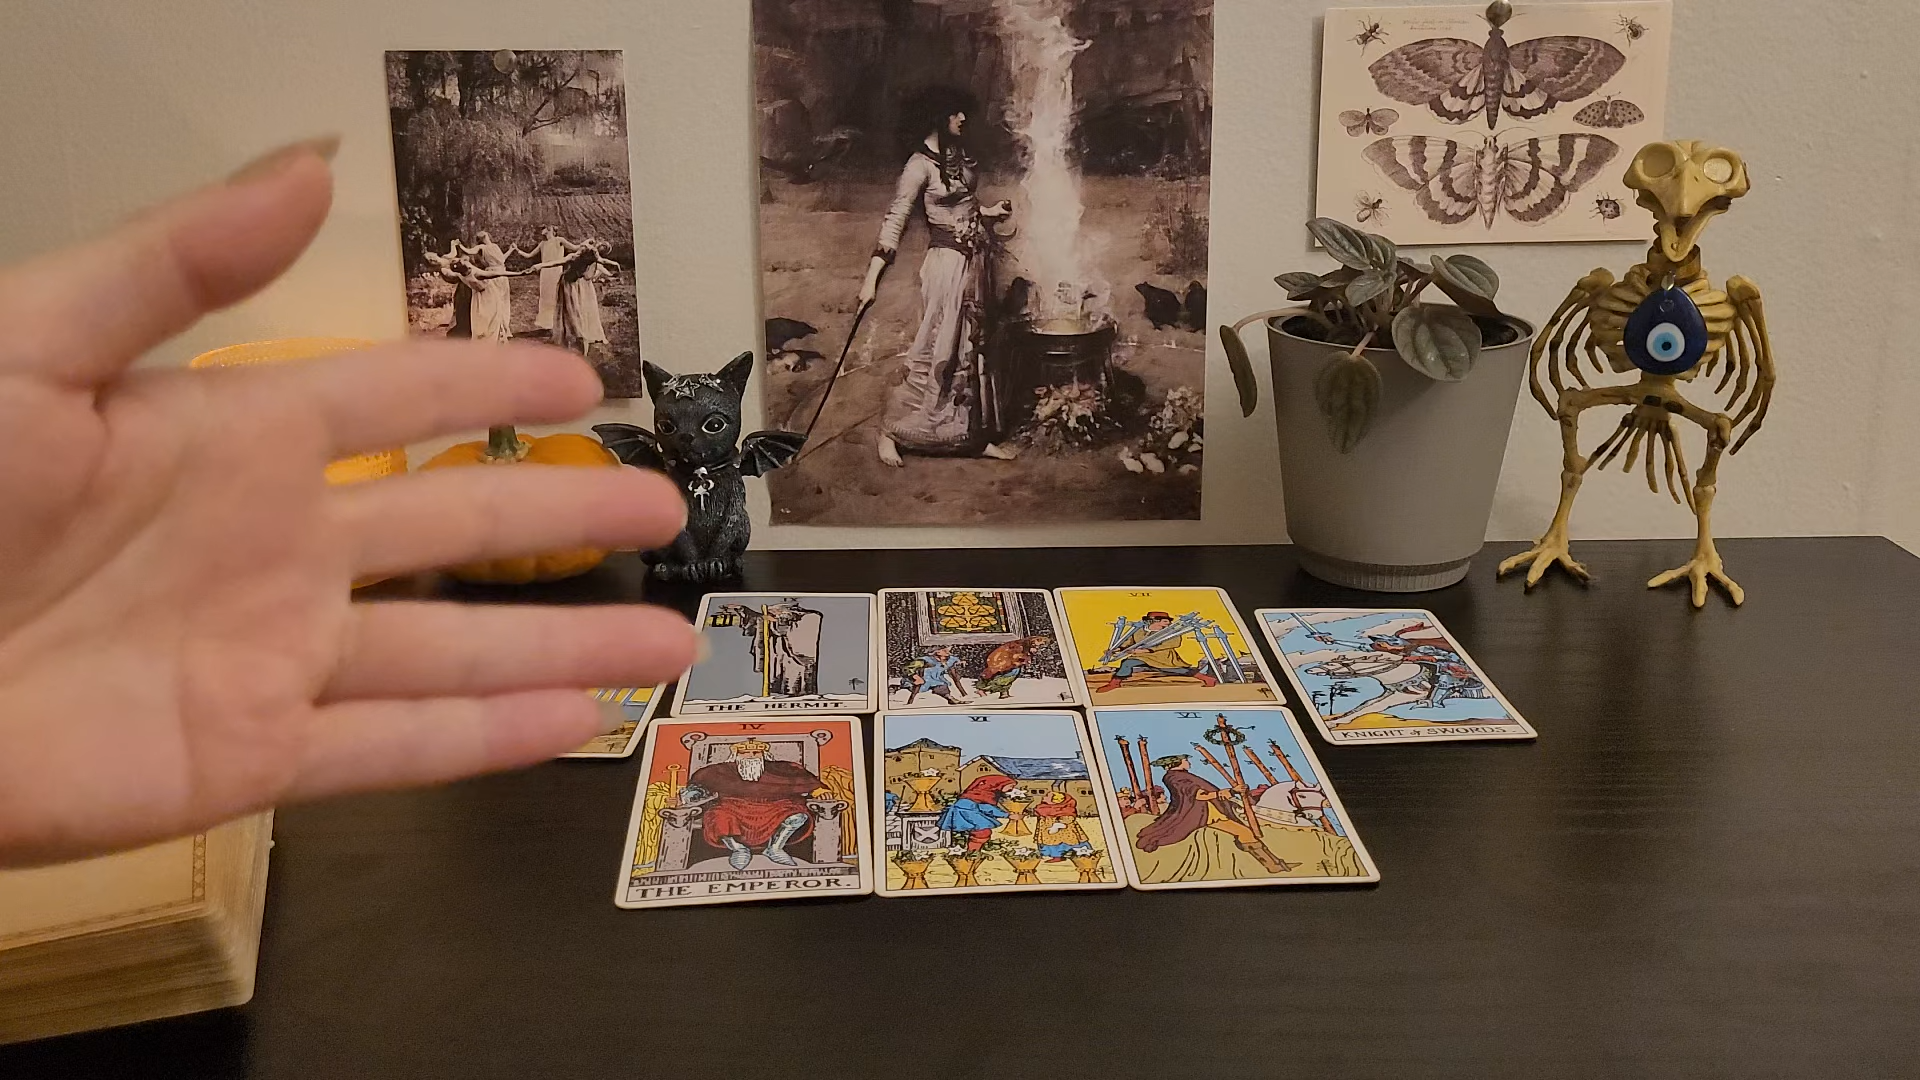 IX
VII
THE HERMIT.
KNIGHT of SWORDS.
IV.
VI
VI
THE EMPEROR.